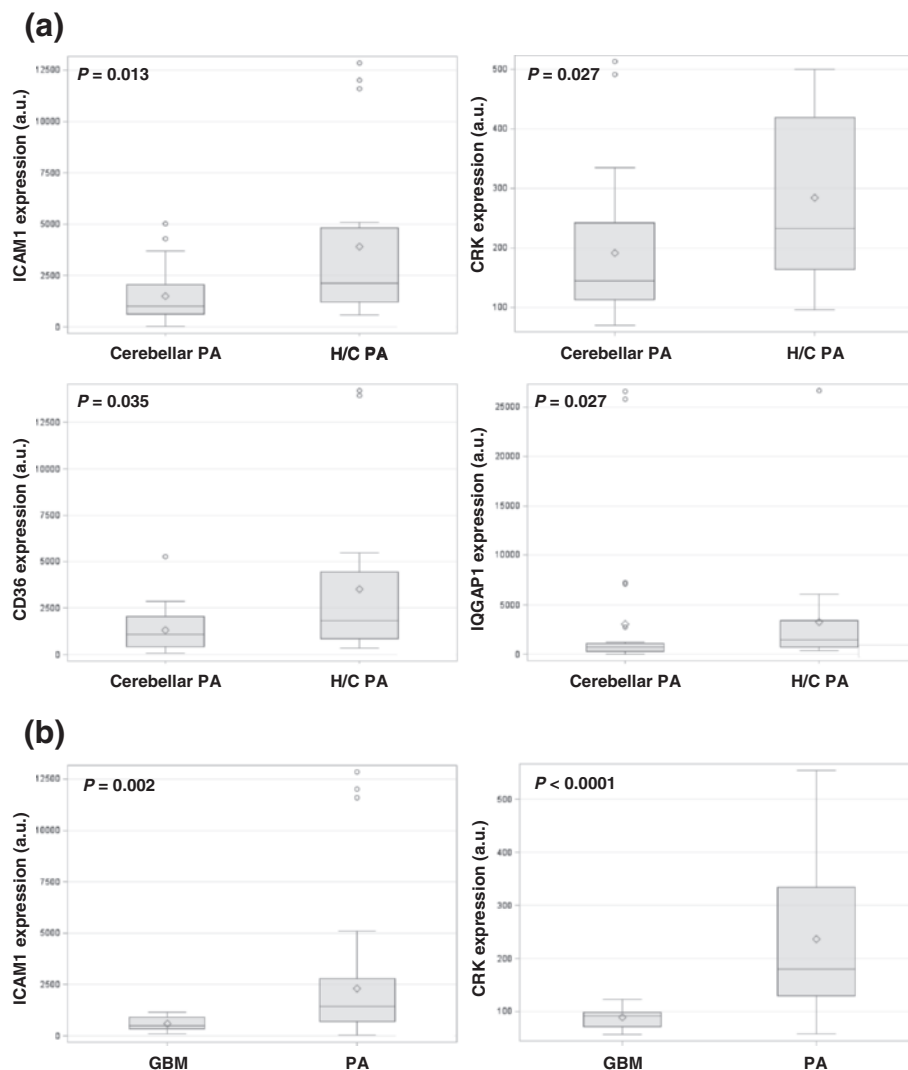 (a)
P = 0.013
ICAM1 expression (a.u.)
12500
10000
7500
5000
2500
0
Cerebellar PA
H/C PA
P = 0.027
CRK expression (a.u.)
500
400
300
200
100
Cerebellar PA
H/C PA
P = 0.035
CD36 expression (a.u.)
12500
10000
7500
5000
2500
0
Cerebellar PA
H/C PA
P = 0.027
IQGAP1 expression (a.u.)
25000
20000
15000
10000
5000
0
Cerebellar PA
H/C PA
(b)
P = 0.002
ICAM1 expression (a.u.)
12500
10000
7500
5000
2500
0
GBM
PA
P < 0.0001
CRK expression (a.u.)
500
400
300
200
100
GBM
PA